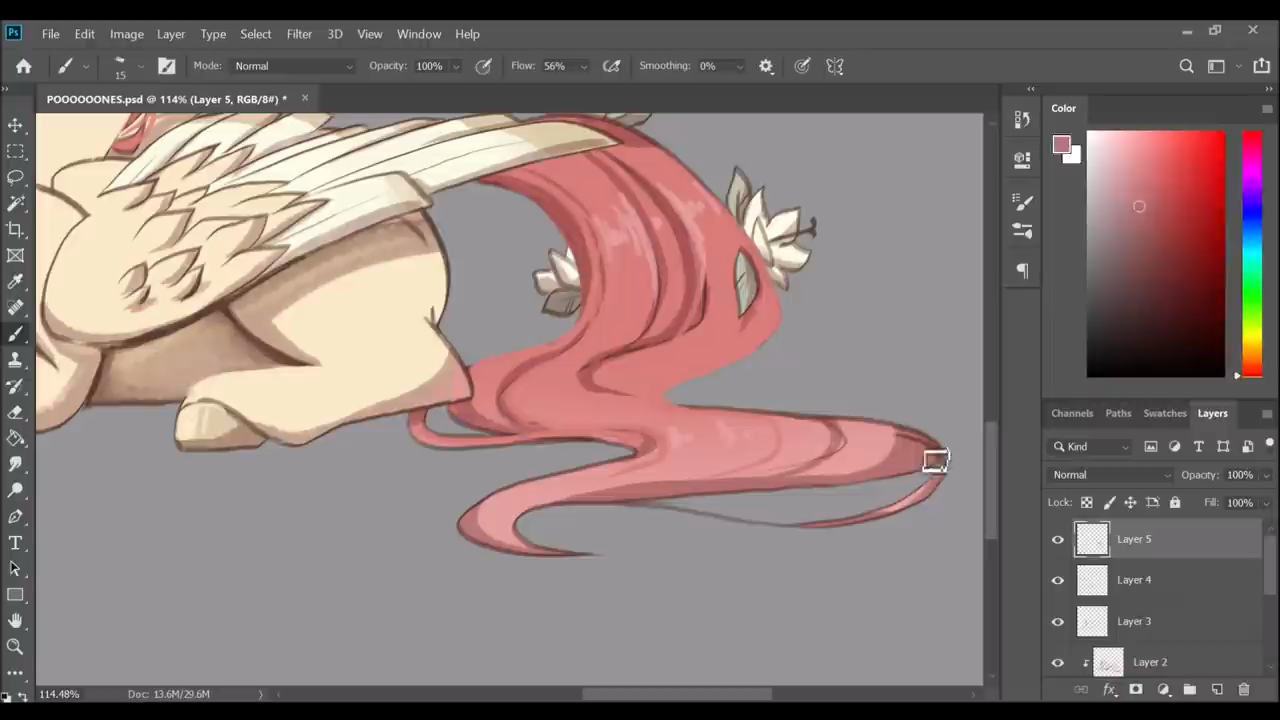 Ps File Edit Image Layer Type Select Filter 3D View Window Help
15 Mode: Normal Opacity: 100% Flow: 56% Smoothing: 0%
POOOOOONES.psd @ 114% (Layer 5, RGB/8#) * ×
Color
Channels Paths Swatches Layers
Kind
Normal Opacity: 100%
Lock: Fill: 100%
Layer 5
Layer 4
Layer 3
Layer 2
114.48% Doc: 13.6M/29.6M